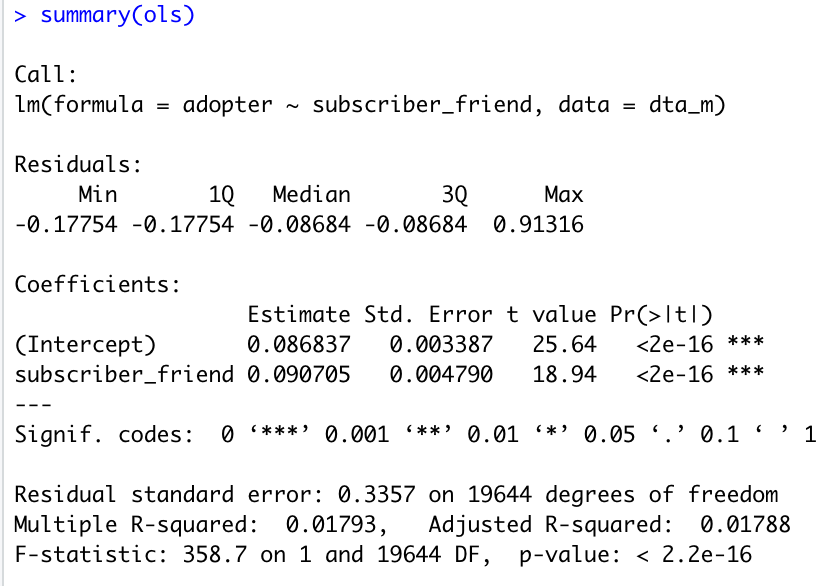 > summary(ols)
Call:
lm(formula = adopter ~ subscriber_friend, data = dta_m)
Residuals:
     Min       1Q   Median       3Q      Max
-0.17754 -0.17754 -0.08684 -0.08684  0.91316
Coefficients:
                  Estimate Std. Error t value Pr(>|t|)
(Intercept)       0.086837   0.003387   25.64   <2e-16 ***
subscriber_friend 0.090705   0.004790   18.94   <2e-16 ***
---
Signif. codes:  0 ‘***’ 0.001 ‘**’ 0.01 ‘*’ 0.05 ‘.’ 0.1 ‘ ’ 1
Residual standard error: 0.3357 on 19644 degrees of freedom
Multiple R-squared:  0.01793,	Adjusted R-squared:  0.01788
F-statistic: 358.7 on 1 and 19644 DF,  p-value: < 2.2e-16